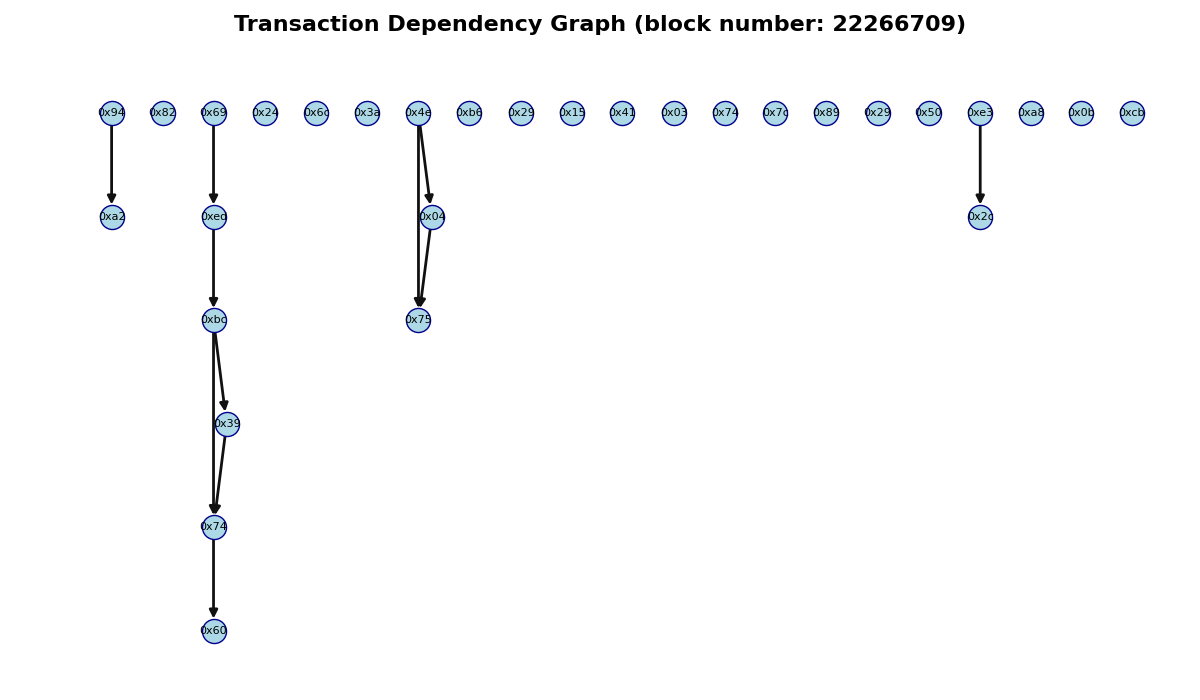 Transaction Dependency Graph (block number: 22266709)
0x94 0x82 0x69 0x24 0x6c 0x3a 0x4e 0xb6 0x29 0x15 0x41 0x03 0x74 0x7c 0x89 0x29 0x50 0xe3 0xa8 0x0b 0xcb
0xa2 0xed 0x04 0x2c
0xbc 0x75
0x39
0x74
0x60